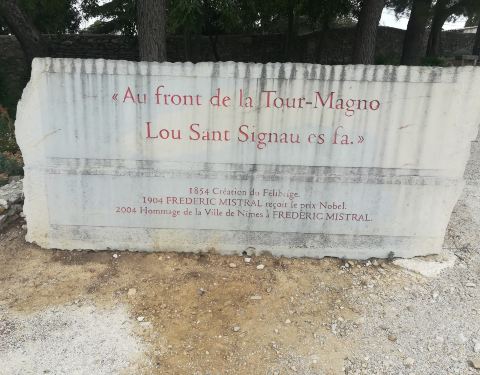 « Au front de la Tour-Magno
Lou Sant Signau es fa. »
1854 Création du Félibrige.
1904 FREDERIC MISTRAL reçoit le prix Nobel.
2004 Hommage de la Ville de Nîmes à FREDERIC MISTRAL.